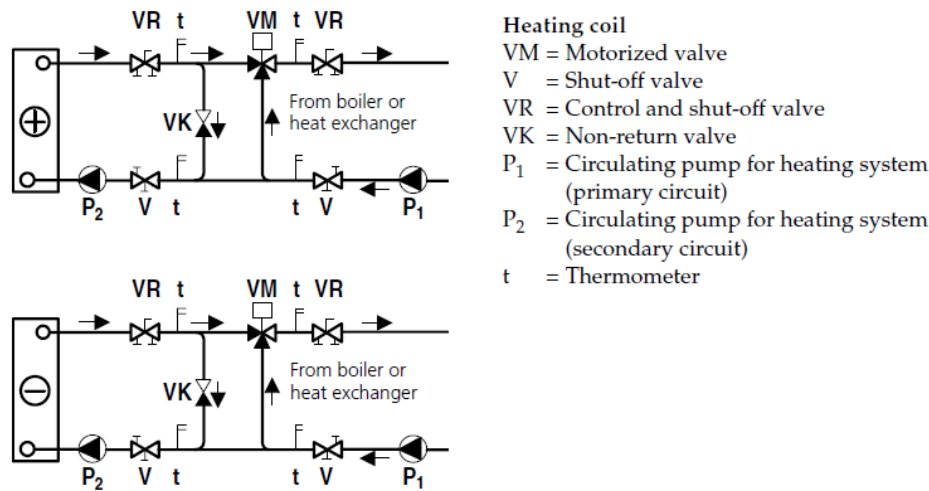 VR t VM t VR
From boiler or
heat exchanger
VK
P2 V t t V P1
VR t VM t VR
From boiler or
heat exchanger
VK
P2 V t t V P1
Heating coil
VM = Motorized valve
V = Shut-off valve
VR = Control and shut-off valve
VK = Non-return valve
P1 = Circulating pump for heating system
(primary circuit)
P2 = Circulating pump for heating system
(secondary circuit)
t = Thermometer